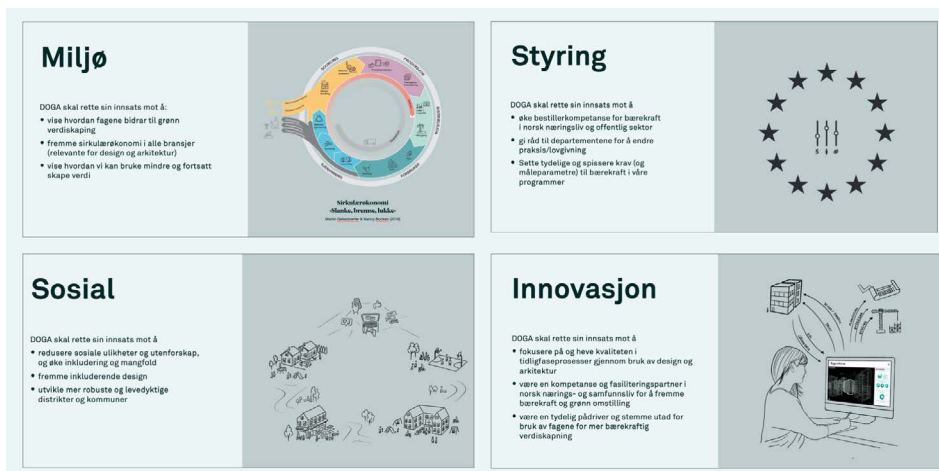 Miljø
DOGA skal rette sin innsats mot å:
• vise hvordan fagene bidrar til grønn
verdiskaping
• fremme sirkulærøkonomi i alle bransjer
(relevante for design og arkitektur)
• vise hvordan vi kan bruke mindre og fortsatt
skape verdi
Sirkulærøkonomi
«Slanke, bremse, lukke»
Styring
DOGA skal rette sin innsats mot å
• øke bestillerkompetanse for bærekraft
i norsk næringsliv og offentlig sektor
• gi råd til departementene for å endre
praksis/lovgivning
• Sette tydelige og spissere krav (og
måleparametre) til bærekraft i våre
programmer
Sosial
DOGA skal rette sin innsats mot å
• redusere sosiale ulikheter og utenforskap,
og øke inkludering og mangfold
• fremme inkluderende design
• utvikle mer robuste og levedyktige
distrikter og kommuner
Innovasjon
DOGA skal rette sin innsats mot å
• fokusere på og heve kvaliteten i
tidligfaseprosesser gjennom bruk av design og
arkitektur
• være en kompetanse og fasiliteringspartner i
norsk nærings- og samfunnsliv for å fremme
bærekraft og grønn omstilling
• være en tydelig pådriver og stemme utad for
bruk av fagene for mer bærekraftig
verdiskapning